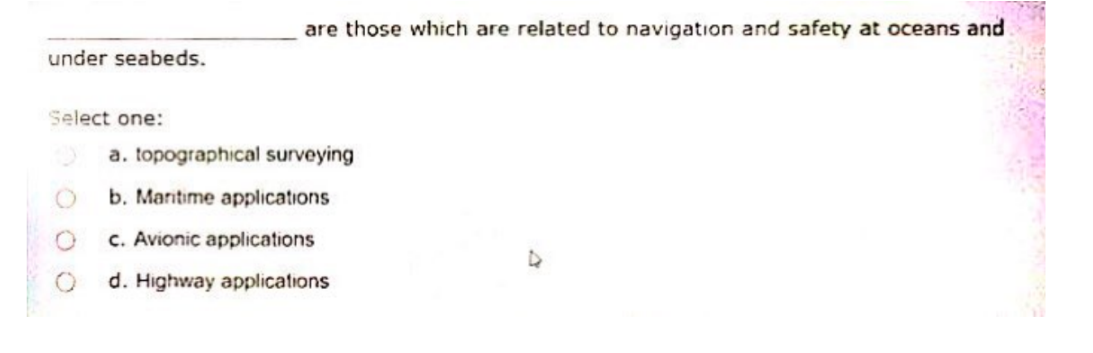 ____________ are those which are related to navigation and safety at oceans and
under seabeds.
Select one:
a. topographical surveying
b. Maritime applications
c. Avionic applications
d. Highway applications